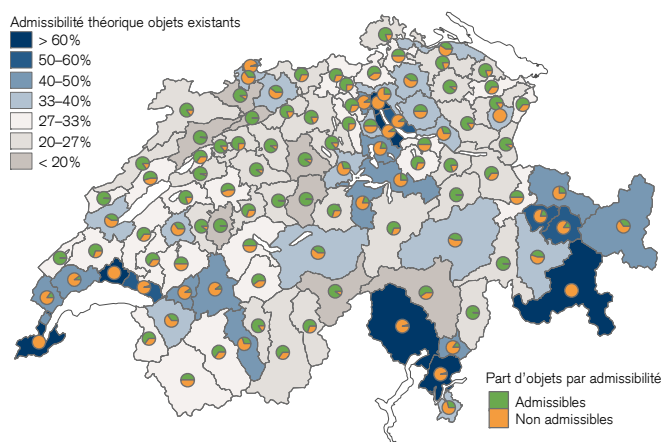 Admissibilité théorique objets existants
> 60%
50–60%
40–50%
33–40%
27–33%
20–27%
< 20%
Part d'objets par admissibilité
Admissibles
Non admissibles